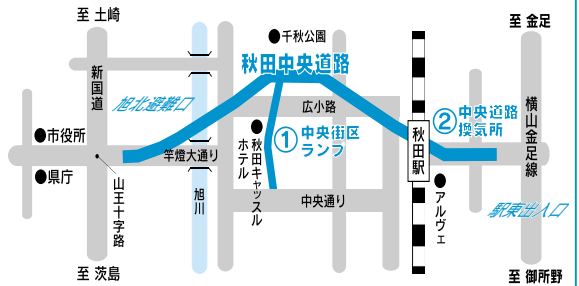 至 土崎
千秋公園
至 金足
秋田中央道路
新国道
旭北避難口
広小路
②中央道路
換気所
横山金足線
市役所
①中央街区
ランプ
秋田駅
竿燈大通り
秋田キャッスル
ホテル
県庁
山王十字路
旭川
中央通り
アルヴェ
駅東出入口
至 茨島
至 御所野